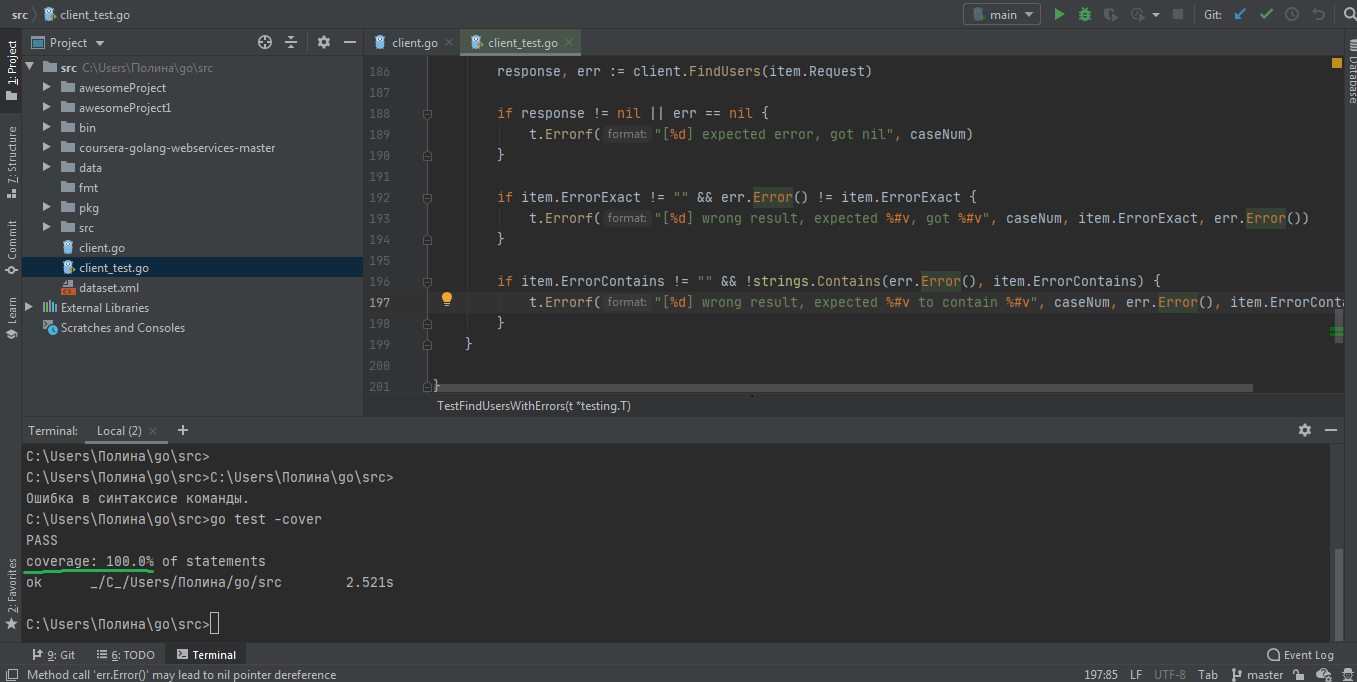 src client_test.go main Git:
1: Project
Project
client.go client_test.go
src C:\Users\Полина\go\src
awesomeProject
awesomeProject1
bin
coursera-golang-webservices-master
data
fmt
pkg
src
client.go
client_test.go
dataset.xml
External Libraries
Scratches and Consoles
7: Structure
Commit
Learn
2: Favorites
Database
186 response, err := client.FindUsers(item.Request)
187
188 if response != nil || err == nil {
189 t.Errorf( format: "[%d] expected error, got nil", caseNum)
190 }
191
192 if item.ErrorExact != "" && err.Error() != item.ErrorExact {
193 t.Errorf( format: "[%d] wrong result, expected %#v, got %#v", caseNum, item.ErrorExact, err.Error())
194 }
195
196 if item.ErrorContains != "" && !strings.Contains(err.Error(), item.ErrorContains) {
197 t.Errorf( format: "[%d] wrong result, expected %#v to contain %#v", caseNum, err.Error(), item.ErrorConta
198 }
199 }
200
201 }
TestFindUsersWithErrors(t *testing.T)
Terminal: Local (2) +
C:\Users\Полина\go\src>
C:\Users\Полина\go\src>C:\Users\Полина\go\src>
Ошибка в синтаксисе команды.
C:\Users\Полина\go\src>go test -cover
PASS
coverage: 100.0% of statements
ok _/C_/Users/Полина/go/src 2.521s
C:\Users\Полина\go\src>
9: Git 6: TODO Terminal Event Log
Method call 'err.Error()' may lead to nil pointer dereference 197:85 LF UTF-8 Tab master